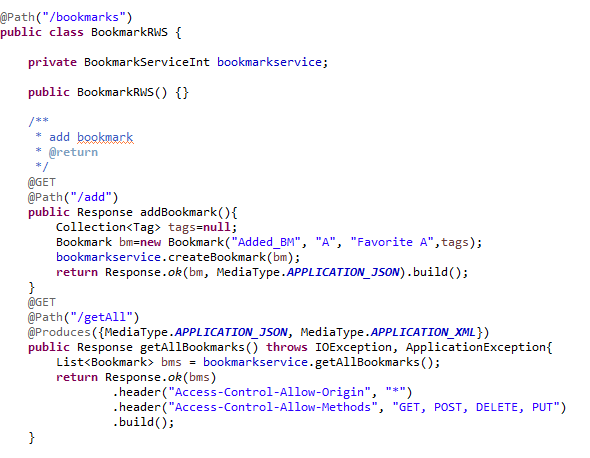 @Path("/bookmarks")
public class BookmarkRWS {
private BookmarkServiceInt bookmarkservice;
public BookmarkRWS() {}
/**
* add bookmark
* @return
*/
@GET
@Path("/add")
public Response addBookmark(){
Collection<Tag> tags=null;
Bookmark bm=new Bookmark("Added_BM", "A", "Favorite A",tags);
bookmarkservice.createBookmark(bm);
return Response.ok(bm, MediaType.APPLICATION_JSON).build();
}
@GET
@Path("/getAll")
@Produces({MediaType.APPLICATION_JSON, MediaType.APPLICATION_XML})
public Response getAllBookmarks() throws IOException, ApplicationException{
List<Bookmark> bms = bookmarkservice.getAllBookmarks();
return Response.ok(bms)
.header("Access-Control-Allow-Origin", "*")
.header("Access-Control-Allow-Methods", "GET, POST, DELETE, PUT")
.build();
}